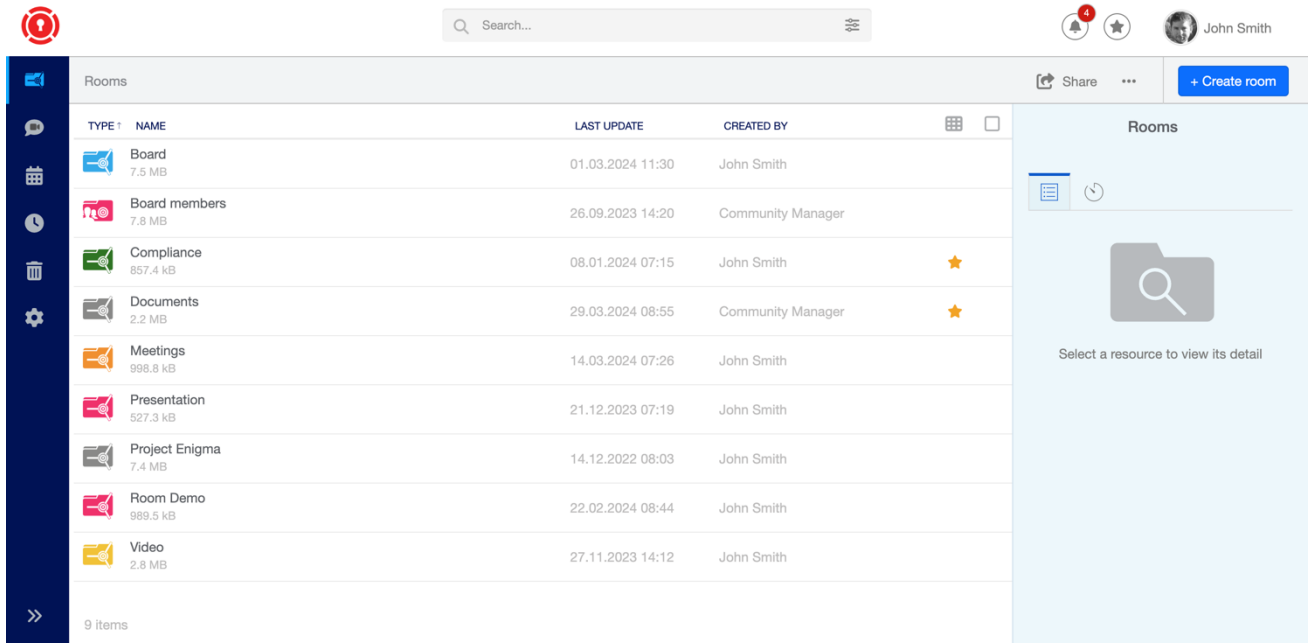 Search...
4
John Smith
Rooms
Share
+ Create room
TYPE↑ NAME LAST UPDATE CREATED BY
Rooms
Board
7.5 MB
01.03.2024 11:30 John Smith
Board members
7.8 MB
26.09.2023 14:20 Community Manager
Compliance
857.4 kB
08.01.2024 07:15 John Smith
Documents
2.2 MB
29.03.2024 08:55 Community Manager
Meetings
998.8 kB
14.03.2024 07:26 John Smith
Select a resource to view its detail
Presentation
527.3 kB
21.12.2023 07:19 John Smith
Project Enigma
7.4 MB
14.12.2022 08:03 John Smith
Room Demo
989.5 kB
22.02.2024 08:44 John Smith
Video
2.8 MB
27.11.2023 14:12 John Smith
9 items